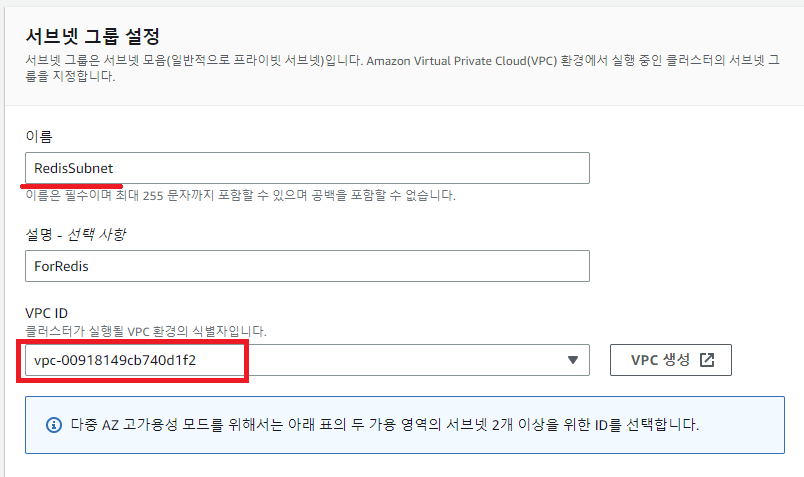 서브넷 그룹 설정
서브넷 그룹은 서브넷 모음(일반적으로 프라이빗 서브넷)입니다. Amazon Virtual Private Cloud(VPC) 환경에서 실행 중인 클러스터의 서브넷 그
룹을 지정합니다.
이름
RedisSubnet
이름은 필수이며 최대 255 문자까지 포함할 수 있으며 공백을 포함할 수 없습니다.
설명 - 선택 사항
ForRedis
VPC ID
클러스터가 실행될 VPC 환경의 식별자입니다.
vpc-00918149cb740d1f2
VPC 생성
다중 AZ 고가용성 모드를 위해서는 아래 표의 두 가용 영역의 서브넷 2개 이상을 위한 ID를 선택합니다.